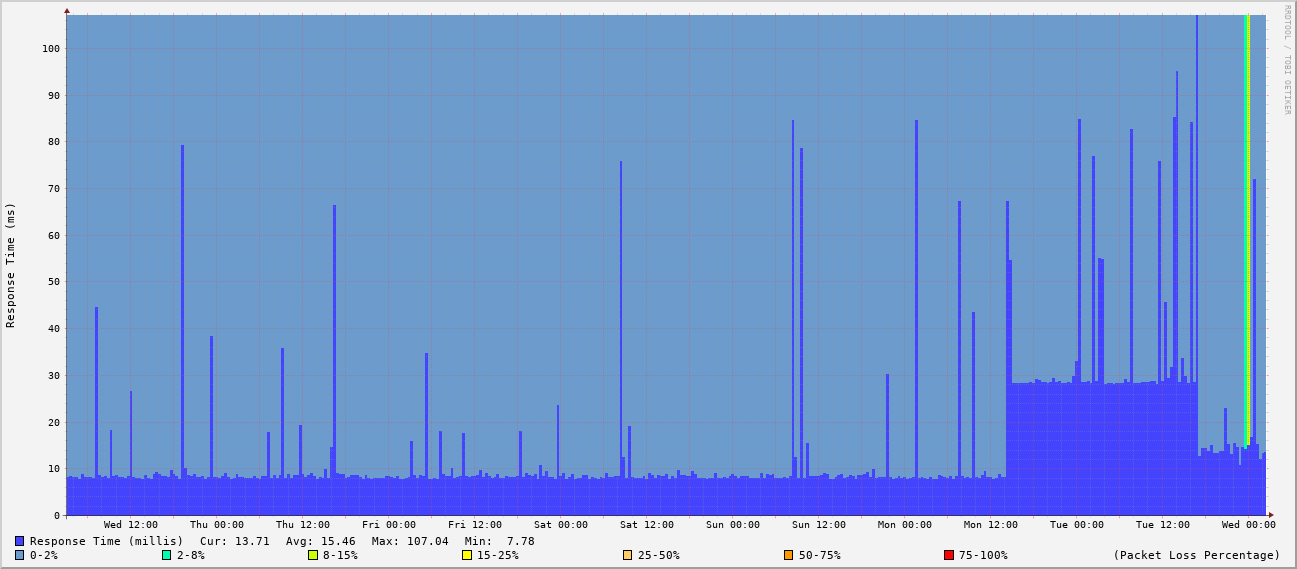 RRDTOOL / TOBI OETIKER
Response Time (ms)
100
90
80
70
60
50
40
30
20
10
0
Wed 12:00 Thu 00:00 Thu 12:00 Fri 00:00 Fri 12:00 Sat 00:00 Sat 12:00 Sun 00:00 Sun 12:00 Mon 00:00 Mon 12:00 Tue 00:00 Tue 12:00 Wed 00:00
Response Time (millis) Cur: 13.71 Avg: 15.46 Max: 107.04 Min: 7.78
0-2% 2-8% 8-15% 15-25% 25-50% 50-75% 75-100% (Packet Loss Percentage)